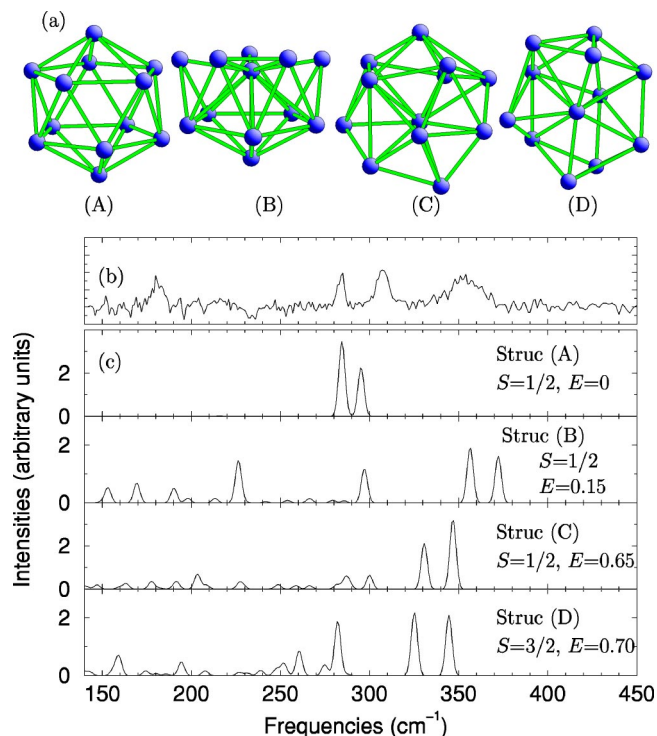 (a)
(A) (B) (C) (D)
(b)
(c)
Struc (A)
S=1/2, E=0
2
0
Struc (B)
S=1/2
E=0.15
2
0
Struc (C)
S=1/2, E=0.65
2
0
Struc (D)
S=3/2, E=0.70
2
0
150 200 250 300 350 400 450
Frequencies (cm⁻¹)
Intensities (arbitrary units)